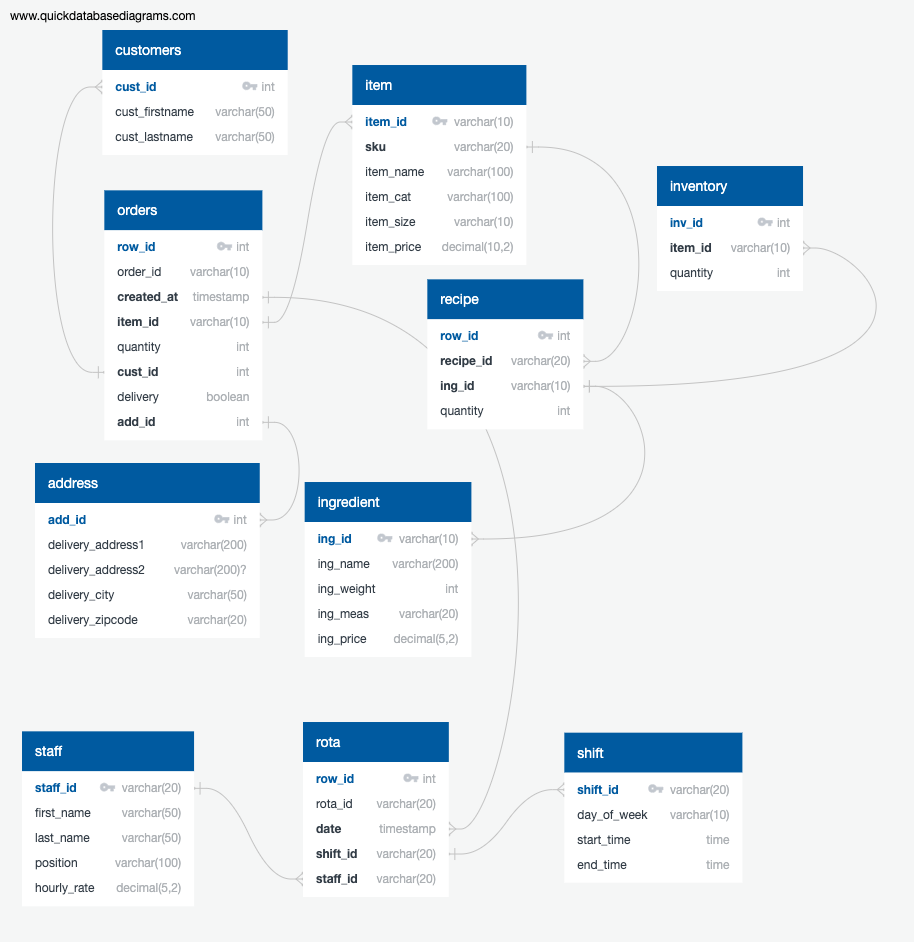 www.quickdatabasediagrams.com
customers
cust_id int
cust_firstname varchar(50)
cust_lastname varchar(50)
item
item_id varchar(10)
sku varchar(20)
item_name varchar(100)
item_cat varchar(100)
item_size varchar(10)
item_price decimal(10,2)
inventory
inv_id int
item_id varchar(10)
quantity int
orders
row_id int
order_id varchar(10)
created_at timestamp
item_id varchar(10)
quantity int
cust_id int
delivery boolean
add_id int
recipe
row_id int
recipe_id varchar(20)
ing_id varchar(10)
quantity int
address
add_id int
delivery_address1 varchar(200)
delivery_address2 varchar(200)?
delivery_city varchar(50)
delivery_zipcode varchar(20)
ingredient
ing_id varchar(10)
ing_name varchar(200)
ing_weight int
ing_meas varchar(20)
ing_price decimal(5,2)
staff
staff_id varchar(20)
first_name varchar(50)
last_name varchar(50)
position varchar(100)
hourly_rate decimal(5,2)
rota
row_id int
rota_id varchar(20)
date timestamp
shift_id varchar(20)
staff_id varchar(20)
shift
shift_id varchar(20)
day_of_week varchar(10)
start_time time
end_time time